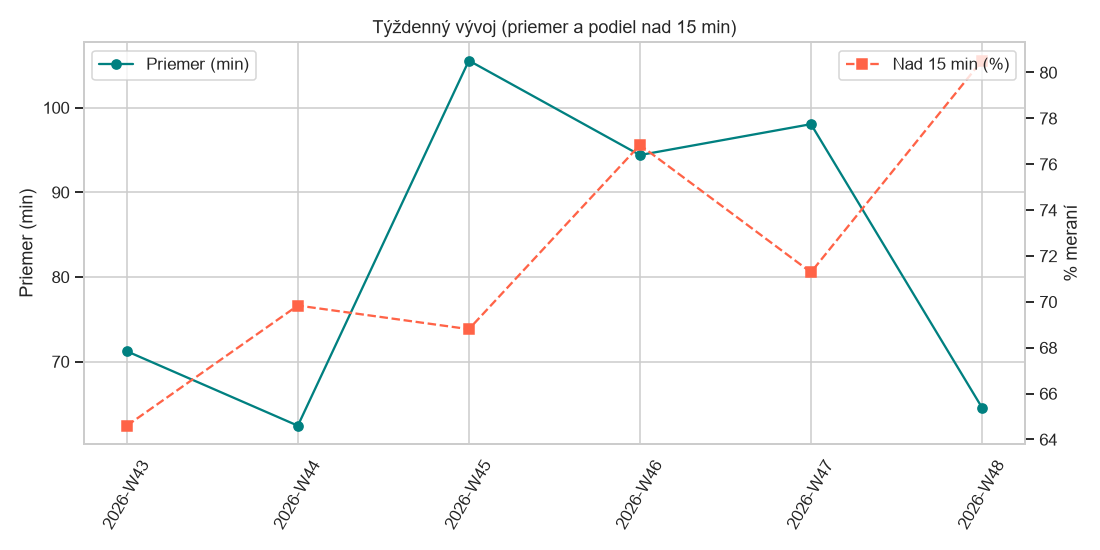 Týždenný vývoj (priemer a podiel nad 15 min)
Priemer (min)
Nad 15 min (%)
Priemer (min)
100
90
80
70
% meraní
80
78
76
74
72
70
68
66
64
2026-W43
2026-W44
2026-W45
2026-W46
2026-W47
2026-W48